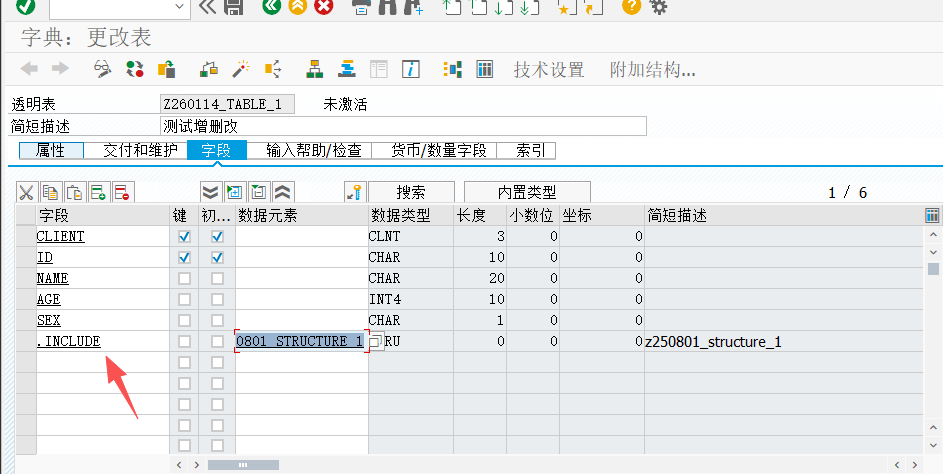 字典: 更改表
技术设置 附加结构...
透明表 Z260114_TABLE_1 未激活
简短描述 测试增删改
属性 交付和维护 字段 输入帮助/检查 货币/数量字段 索引
搜索 内置类型 1 / 6
字段 键 初... 数据元素 数据类型 长度 小数位 坐标 简短描述
CLIENT CLNT 3 0 0
ID CHAR 10 0 0
NAME CHAR 20 0 0
AGE INT4 10 0 0
SEX CHAR 1 0 0
.INCLUDE 0801_STRUCTURE_1 RU 0 0 0 z250801_structure_1